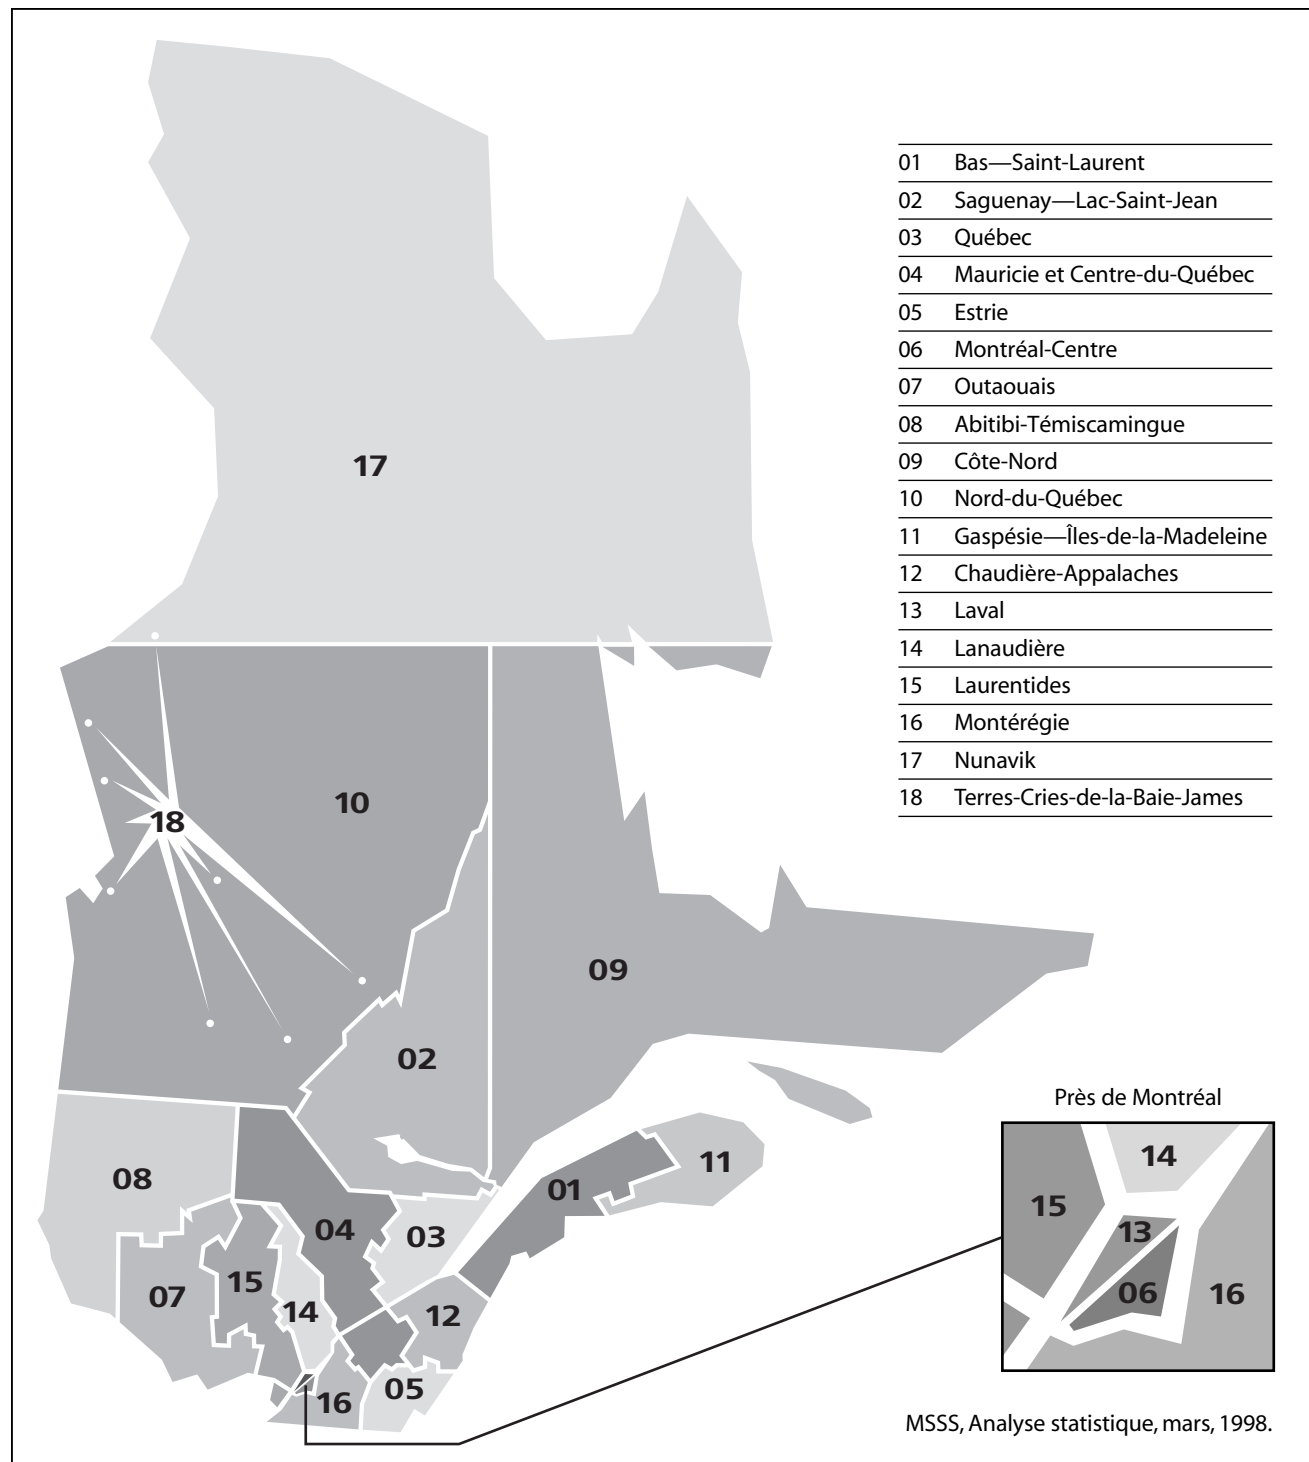 01 Bas—Saint-Laurent
02 Saguenay—Lac-Saint-Jean
03 Québec
04 Mauricie et Centre-du-Québec
05 Estrie
06 Montréal-Centre
07 Outaouais
08 Abitibi-Témiscamingue
09 Côte-Nord
10 Nord-du-Québec
11 Gaspésie—Îles-de-la-Madeleine
12 Chaudière-Appalaches
13 Laval
14 Lanaudière
15 Laurentides
16 Montérégie
17 Nunavik
18 Terres-Cries-de-la-Baie-James
17
10
18
09
02
08
11
01
04
03
15
07
14
12
05
16
Près de Montréal
14
15
13
06
16
MSSS, Analyse statistique, mars, 1998.